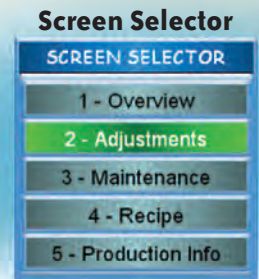 Screen Selector
SCREEN SELECTOR
1 - Overview
2 - Adjustments
3 - Maintenance
4 - Recipe
5 - Production Info